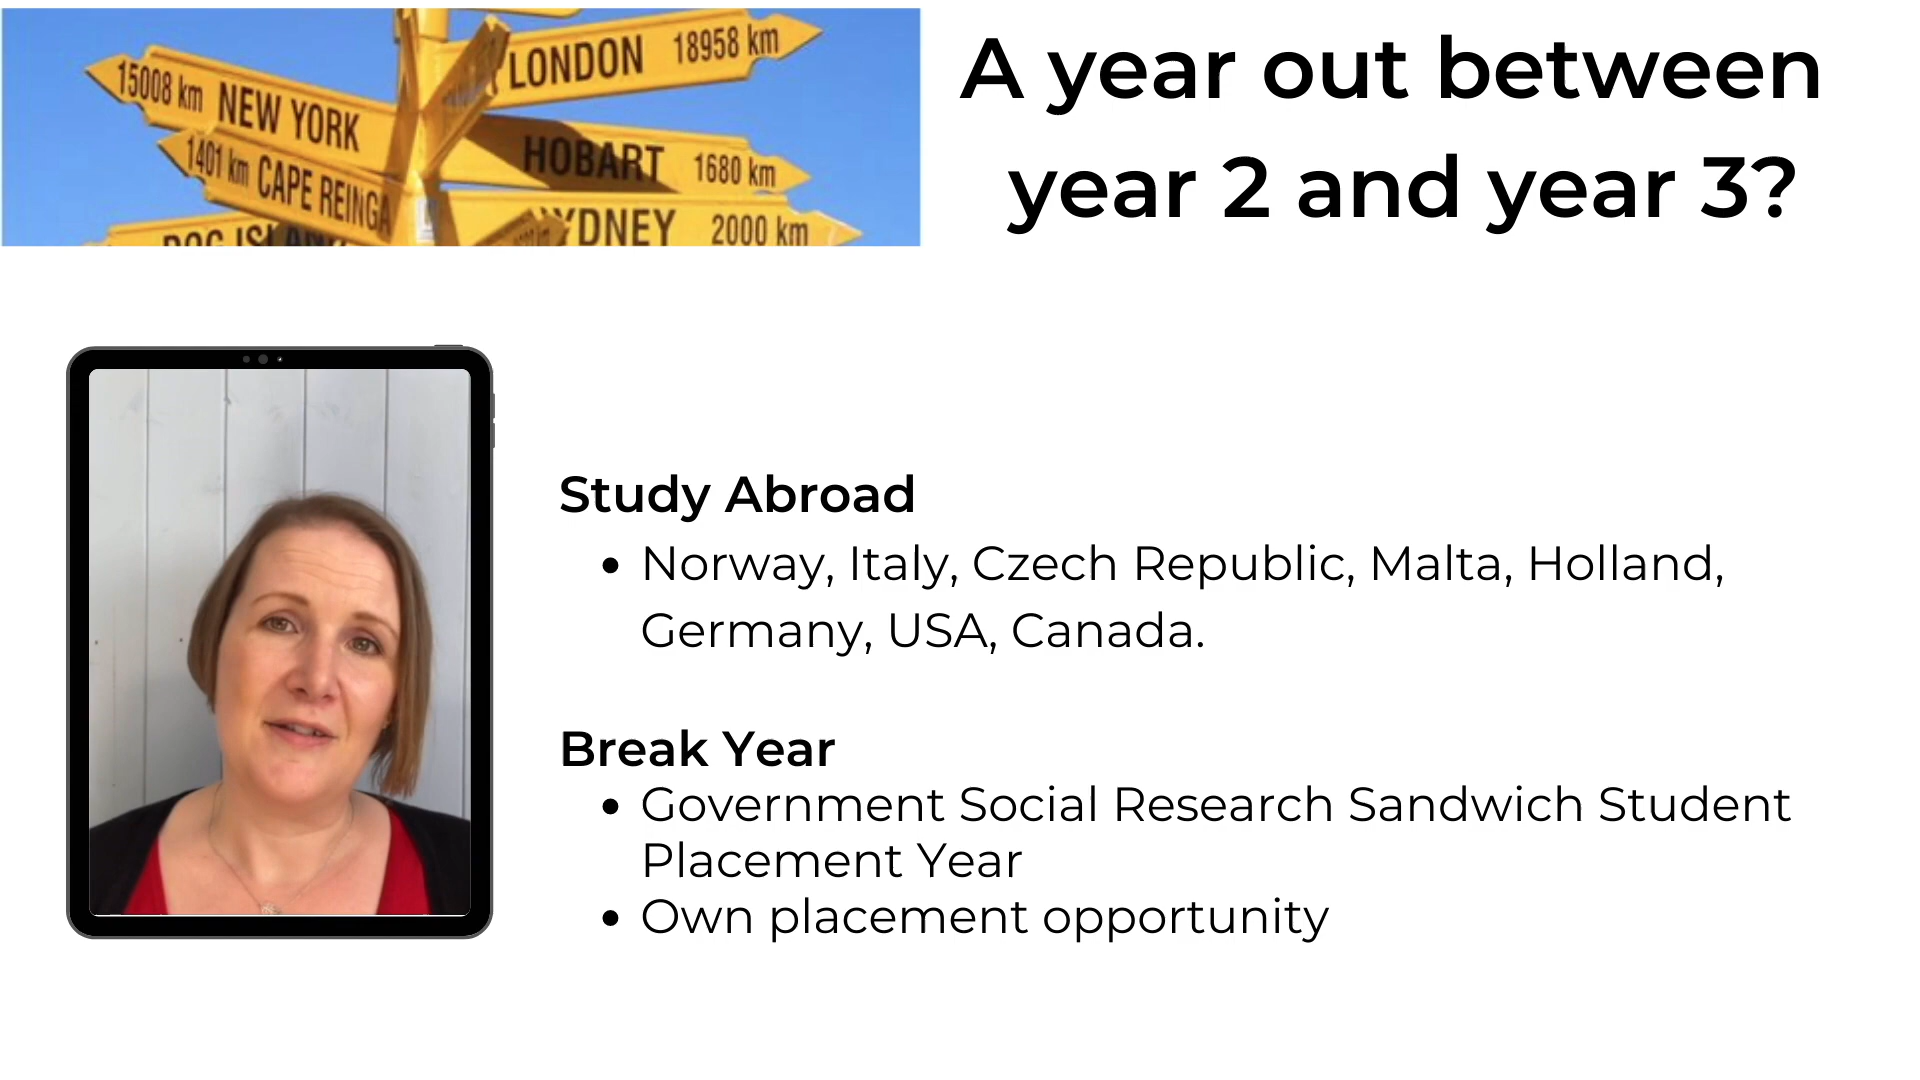 LONDON 18958 km
15008 km NEW YORK
HOBART 1680 km
1401 km CAPE REINGA
YDNEY 2000 km
A year out between
year 2 and year 3?
Study Abroad
• Norway, Italy, Czech Republic, Malta, Holland,
Germany, USA, Canada.
Break Year
• Government Social Research Sandwich Student
Placement Year
• Own placement opportunity